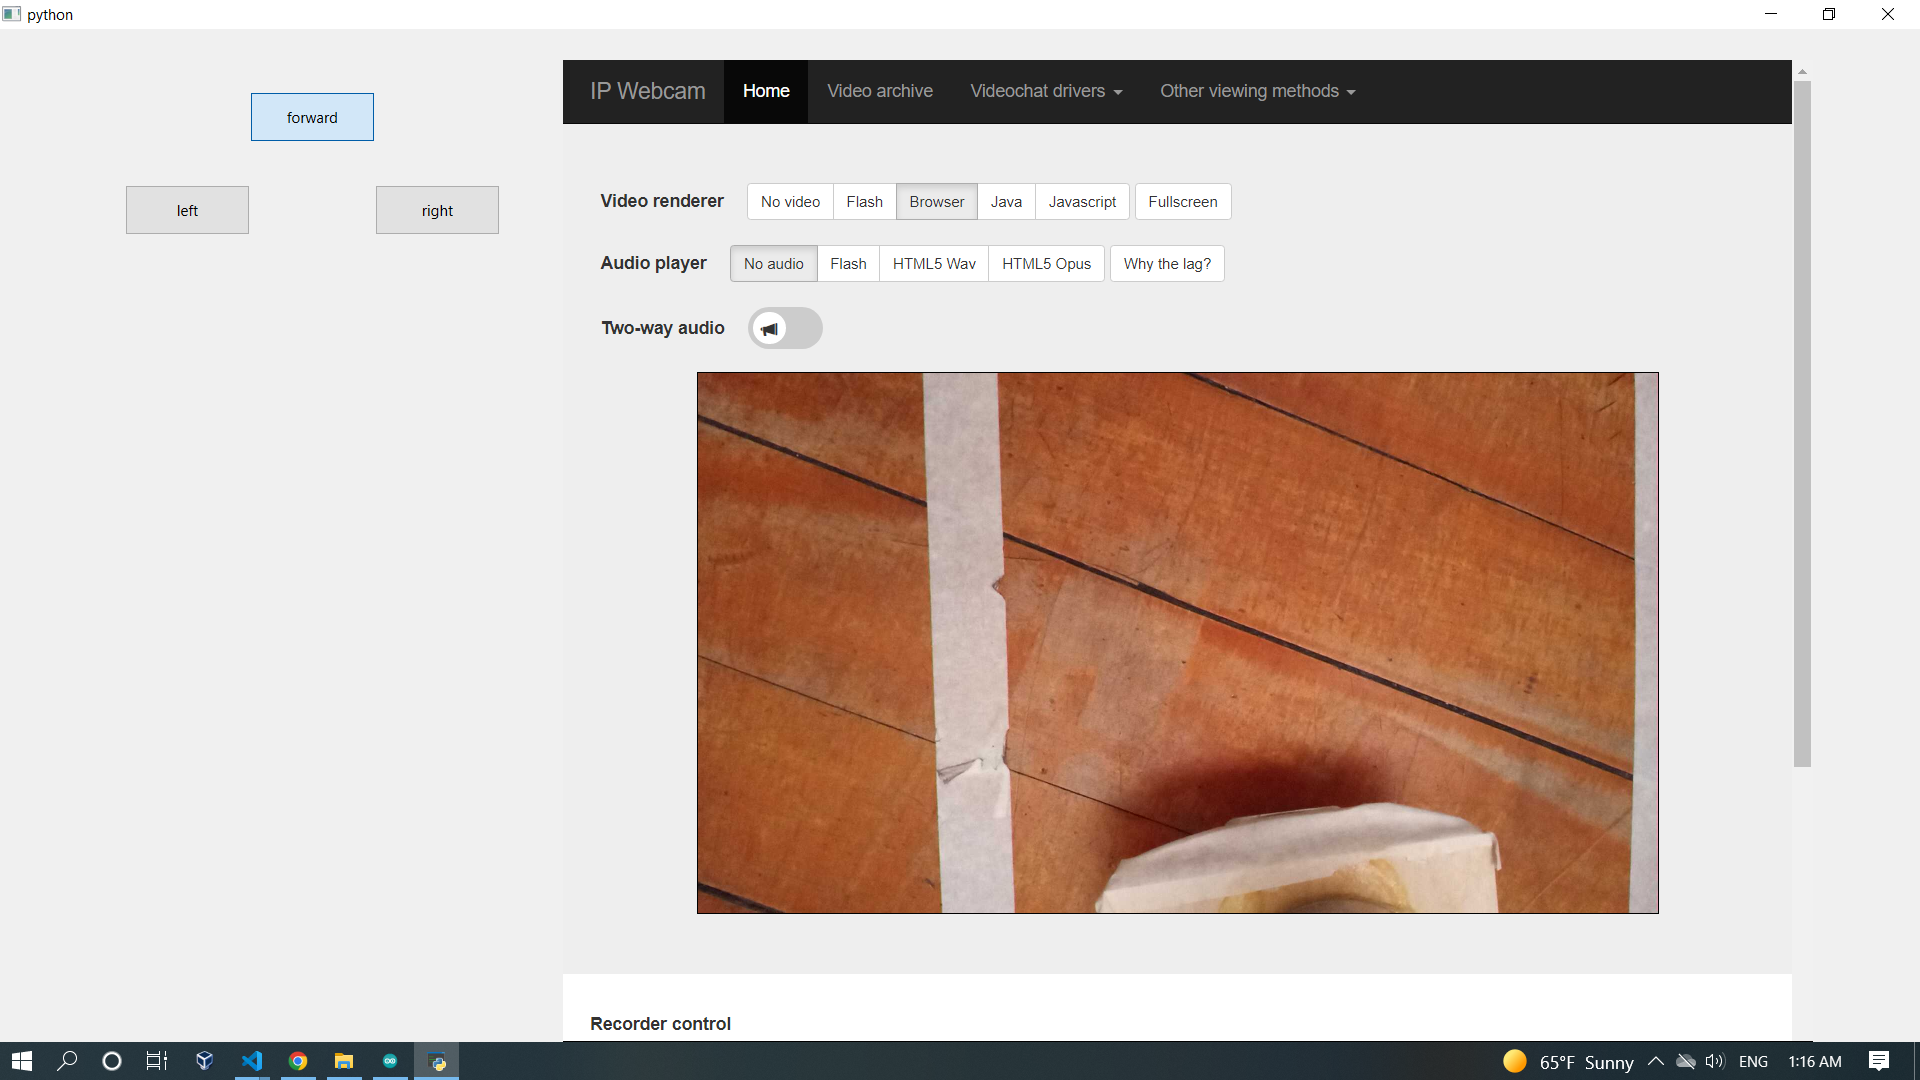 python
forward
left right
IP Webcam Home Video archive Videochat drivers Other viewing methods
Video renderer No video Flash Browser Java Javascript Fullscreen
Audio player No audio Flash HTML5 Wav HTML5 Opus Why the lag?
Two-way audio
Recorder control
65°F Sunny ENG 1:16 AM